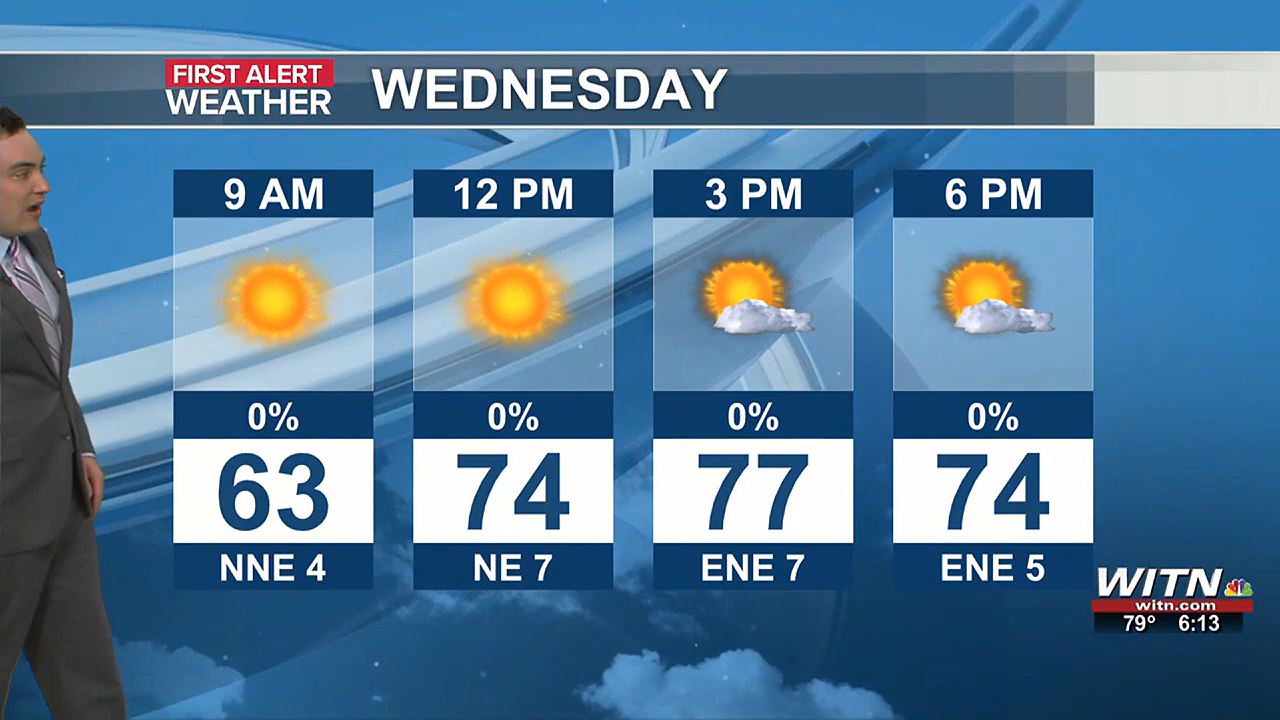 FIRST ALERT
WEATHER
WEDNESDAY
9 AM
12 PM
3 PM
6 PM
0%
0%
0%
0%
63
74
77
74
NNE 4
NE 7
ENE 7
ENE 5
WITN
witn.com
79° 6:13